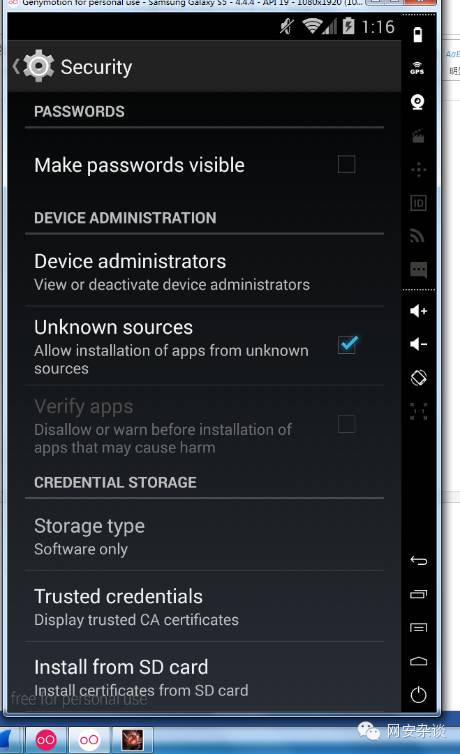 Genymotion for personal use - Samsung Galaxy S5 - 4.4.4 - API 19 - 1080x1920 (10...
1:16
Security
PASSWORDS
Make passwords visible
DEVICE ADMINISTRATION
Device administrators
View or deactivate device administrators
Unknown sources
Allow installation of apps from unknown
sources
Verify apps
Disallow or warn before installation of
apps that may cause harm
CREDENTIAL STORAGE
Storage type
Software only
Trusted credentials
Display trusted CA certificates
Install from SD card
Install certificates from SD card
free for personal use
GPS
ID
网安杂谈